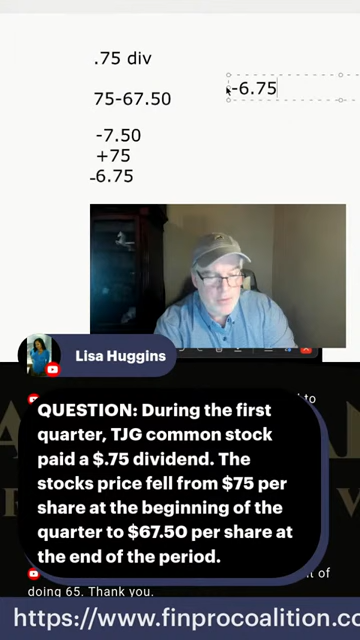 .75 div
75-67.50
-7.50
+75
-6.75
-6.75
Lisa Huggins
QUESTION: During the first
quarter, TJG common stock
paid a $.75 dividend. The
stocks price fell from $75 per
share at the beginning of the
quarter to $67.50 per share at
the end of the period.
to
t of
doing 65. Thank you.
https://www.finprocoalition.co